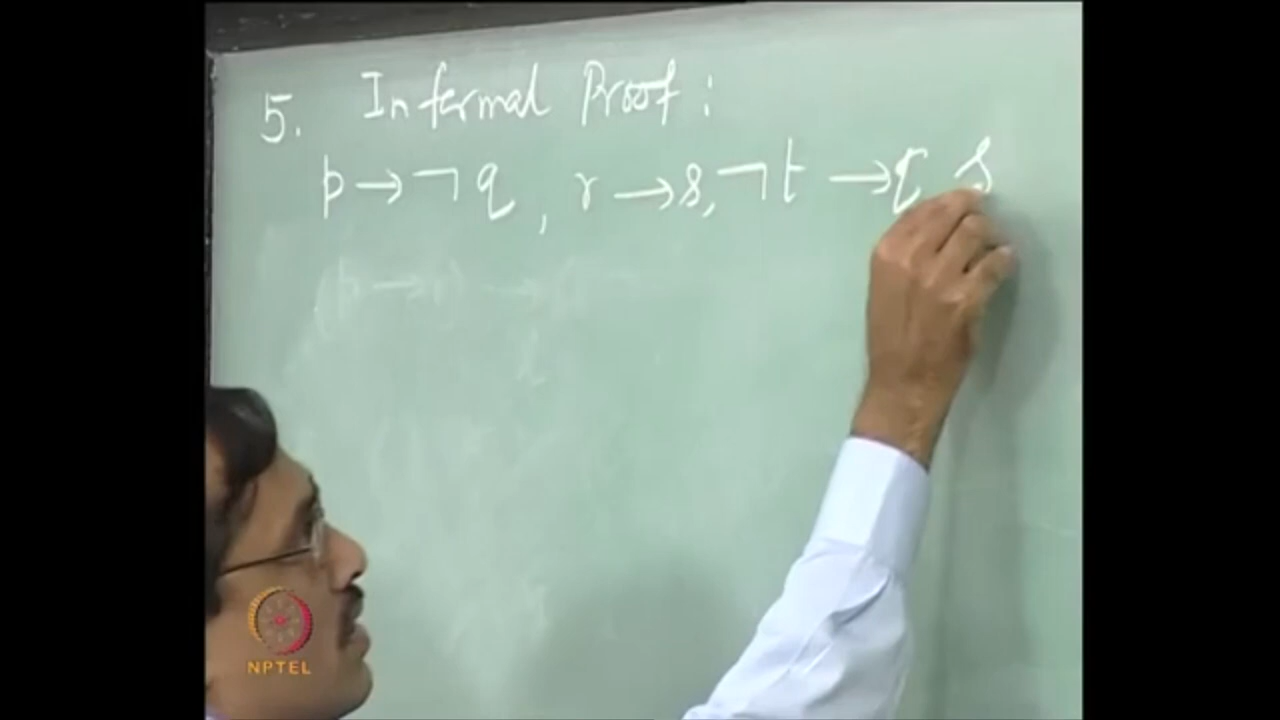 5. Informal Proof :
p → ¬ q , r → s, ¬ t → q s
NPTEL